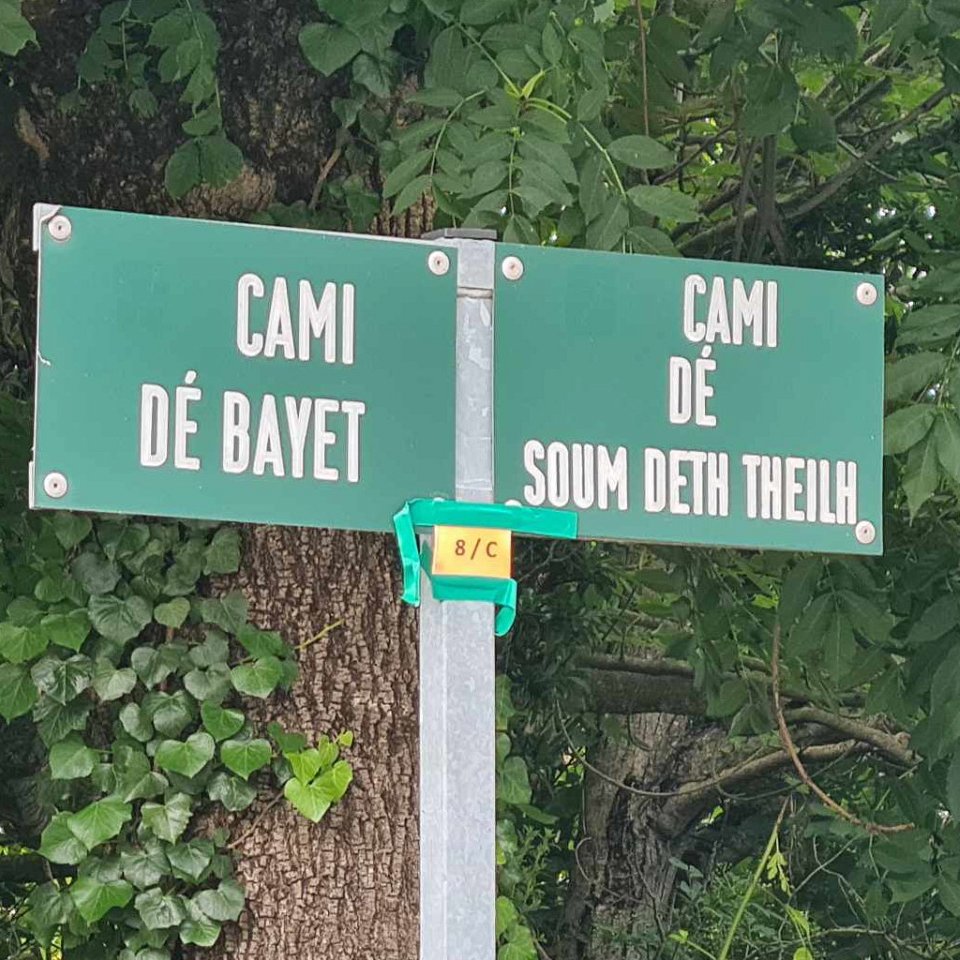 CAMI
DÉ BAYET
CAMI
DÉ
SOUM DETH THEILH
8/C